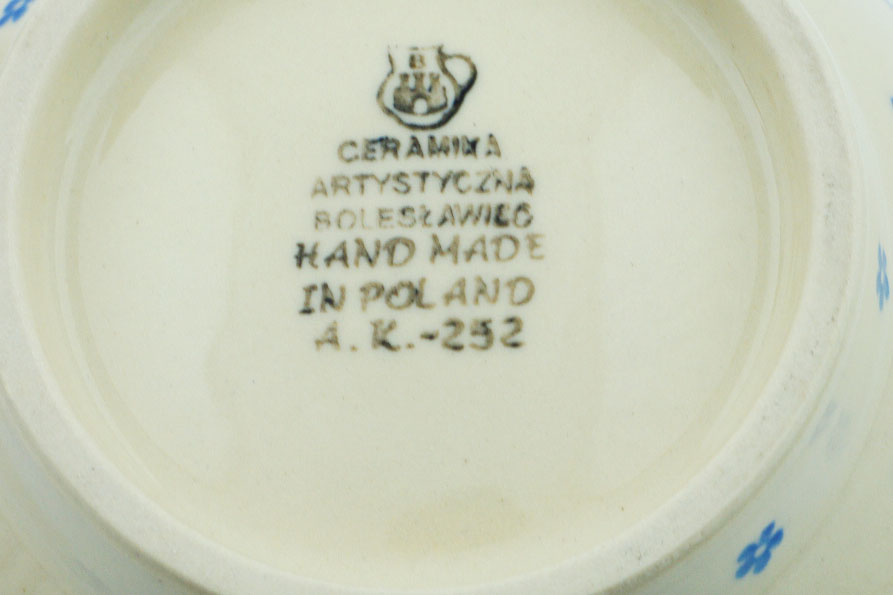 B
CERAMIKA
ARTYSTYCZNA
BOLESŁAWIEC
HAND MADE
IN POLAND
A.K.-252